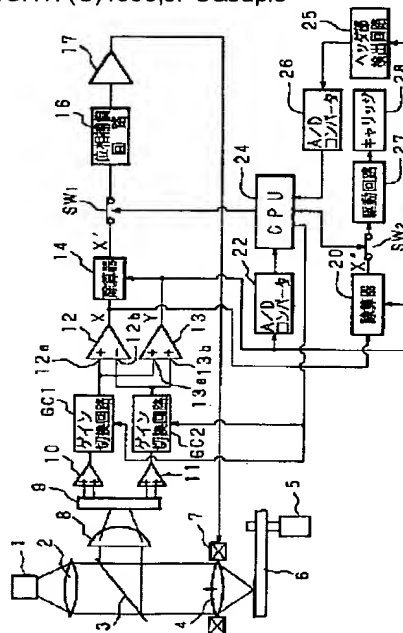 1
2
3
4
5
6
7
8
9
10
11
GC1
ゲイン
切換回路
ゲイン
切換回路
GC2
12a
12
12b
13a
13b
13
X
Y
14
除算器
X'
SW1
16
位相補償
回路
17
22
A/D
コンバータ
24
CPU
26
A/D
コンバータ
25
ヘッダ部
検出回路
20
除算器
X'
SW2
27
駆動回路
28
キャリッジ